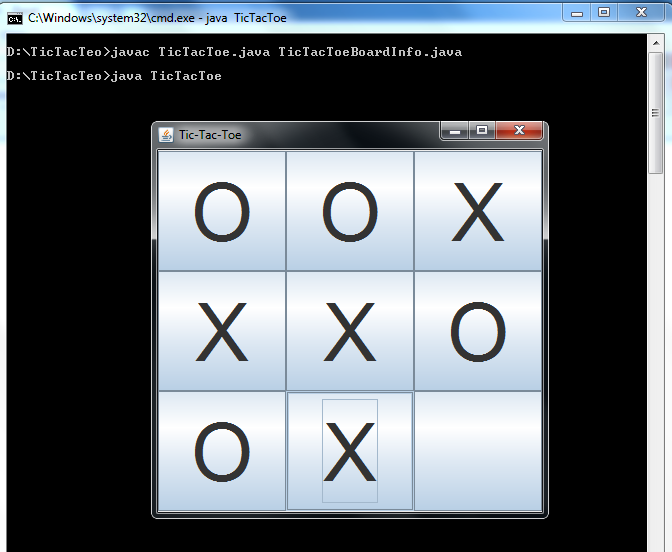 C:\Windows\system32\cmd.exe - java TicTacToe
D:\TicTacTeo>javac TicTacToe.java TicTacToeBoardInfo.java
D:\TicTacTeo>java TicTacToe
Tic-Tac-Toe
O O X
X X O
O X